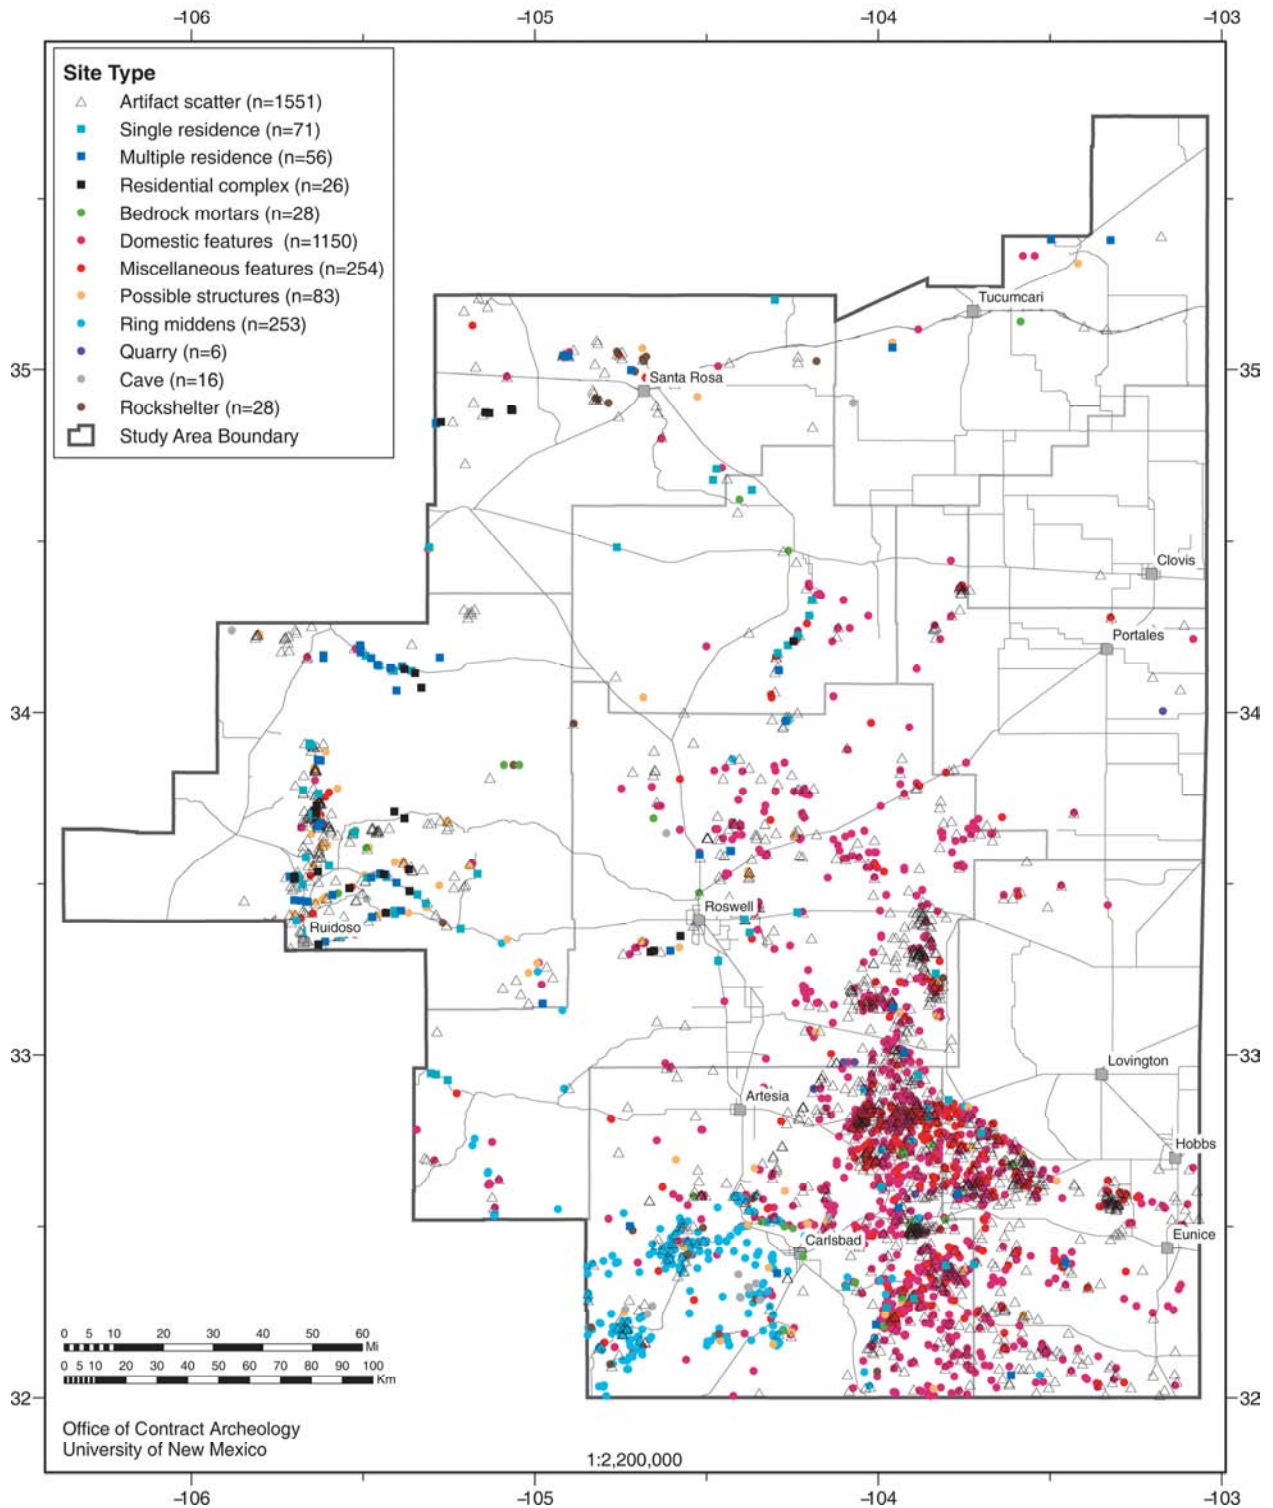 −106 −105 −104 −103
Site Type
Artifact scatter (n=1551)
Single residence (n=71)
Multiple residence (n=56)
Residential complex (n=26)
Bedrock mortars (n=28)
Domestic features (n=1150)
Miscellaneous features (n=254)
Possible structures (n=83)
Ring middens (n=253)
Quarry (n=6)
Cave (n=16)
Rockshelter (n=28)
Study Area Boundary
Tucumcari
35 35
Santa Rosa
Clovis
Portales
34 34
Roswell
Ruidoso
33 33
Lovington
Artesia
Hobbs
Eunice
Carlsbad
0 5 10 20 30 40 50 60
Mi
0 5 10 20 30 40 50 60 70 80 90 100
Km
32 32
Office of Contract Archeology
University of New Mexico
1:2,200,000
−106 −105 −104 −103